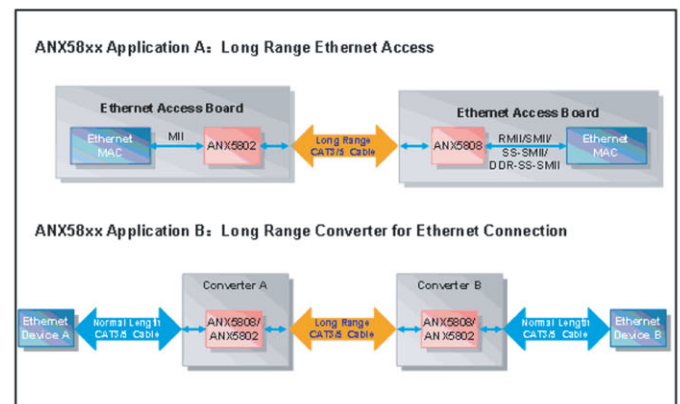 ANX58xx Application A: Long Range Ethernet Access
Ethernet Access Board
Ethernet
MAC
MII
ANX5802
Long Range
CAT3/5 Cable
Ethernet Access Board
ANX5808
RMII/SMII/
SS-SMII/
DDR-SS-SMII
Ethernet
MAC
ANX58xx Application B: Long Range Converter for Ethernet Connection
Converter A
Converter B
Ethernet
Device A
Normal Length
CAT3/5 Cable
ANX5808/
ANX5802
Long Range
CAT3/5 Cable
ANX5808/
ANX5802
Normal Length
CAT3/5 Cable
Ethernet
Device B